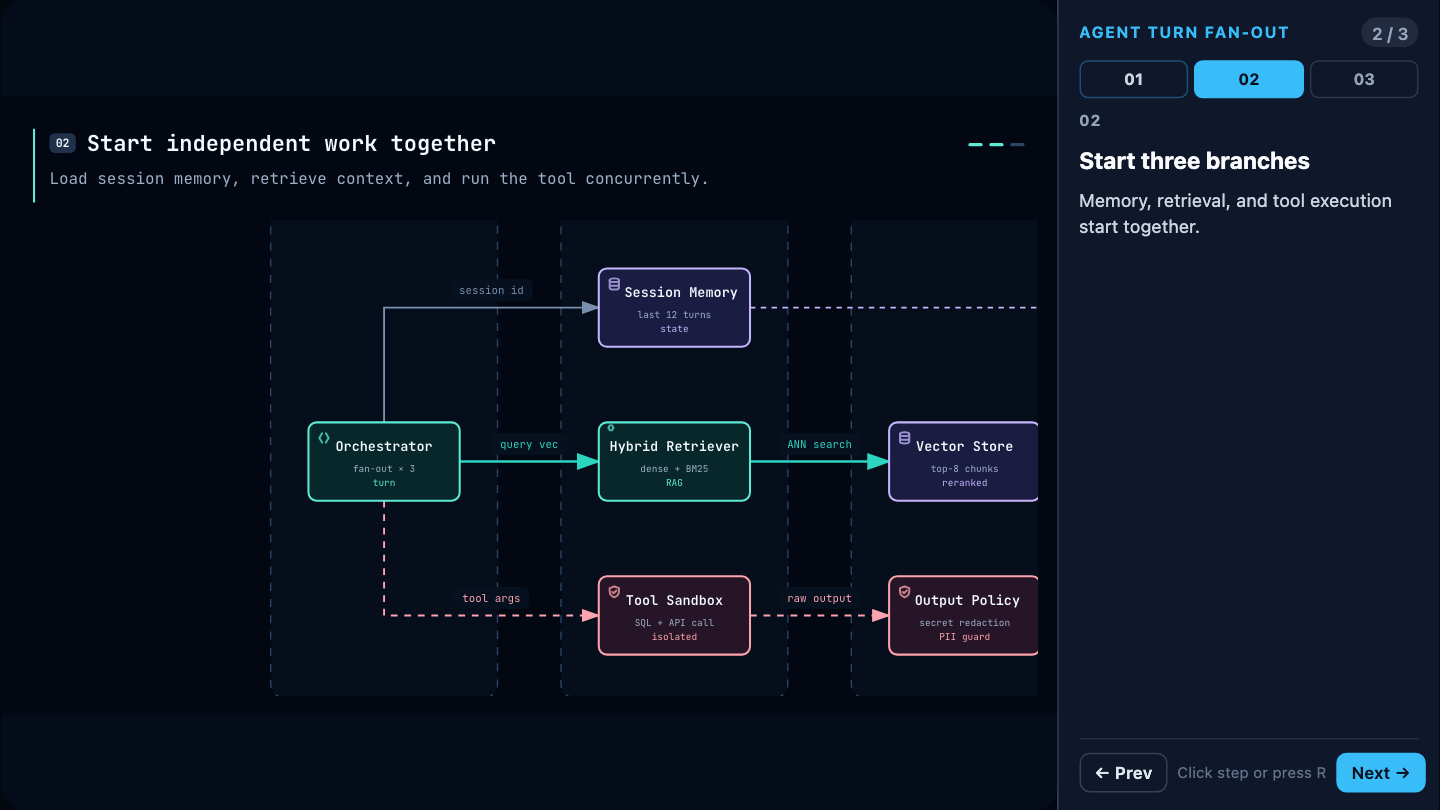 02 Start independent work together
Load session memory, retrieve context, and run the tool concurrently.
session id
Session Memory
last 12 turns
state
Orchestrator
fan-out × 3
turn
query vec
Hybrid Retriever
dense + BM25
RAG
ANN search
Vector Store
top-8 chunks
reranked
tool args
Tool Sandbox
SQL + API call
isolated
raw output
Output Policy
secret redaction
PII guard
AGENT TURN FAN-OUT
2 / 3
01 02 03
02
Start three branches
Memory, retrieval, and tool execution
start together.
← Prev
Click step or press R
Next →